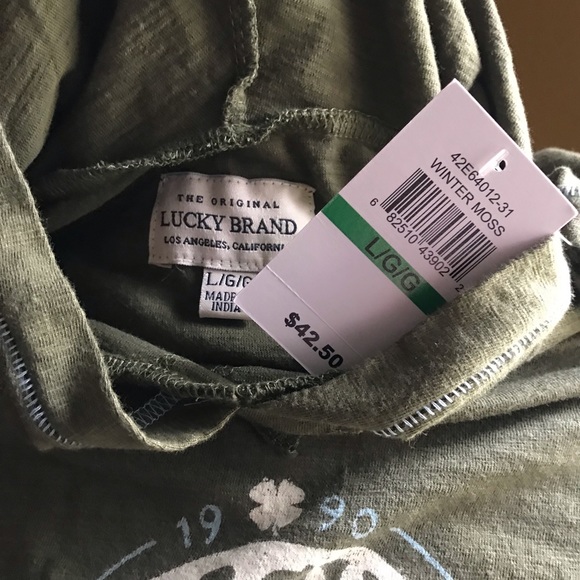 THE ORIGINAL
LUCKY BRAND
LOS ANGELES, CALIFORNIA
L/G/G
MADE
INDIA
42E64012-31
WINTER MOSS
6 82510 43902 2
L/G/G
$42.50
19 90